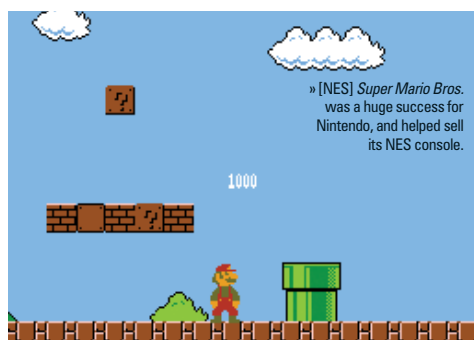 » [NES] Super Mario Bros.
was a huge success for
Nintendo, and helped sell
its NES console.
?
1000
?